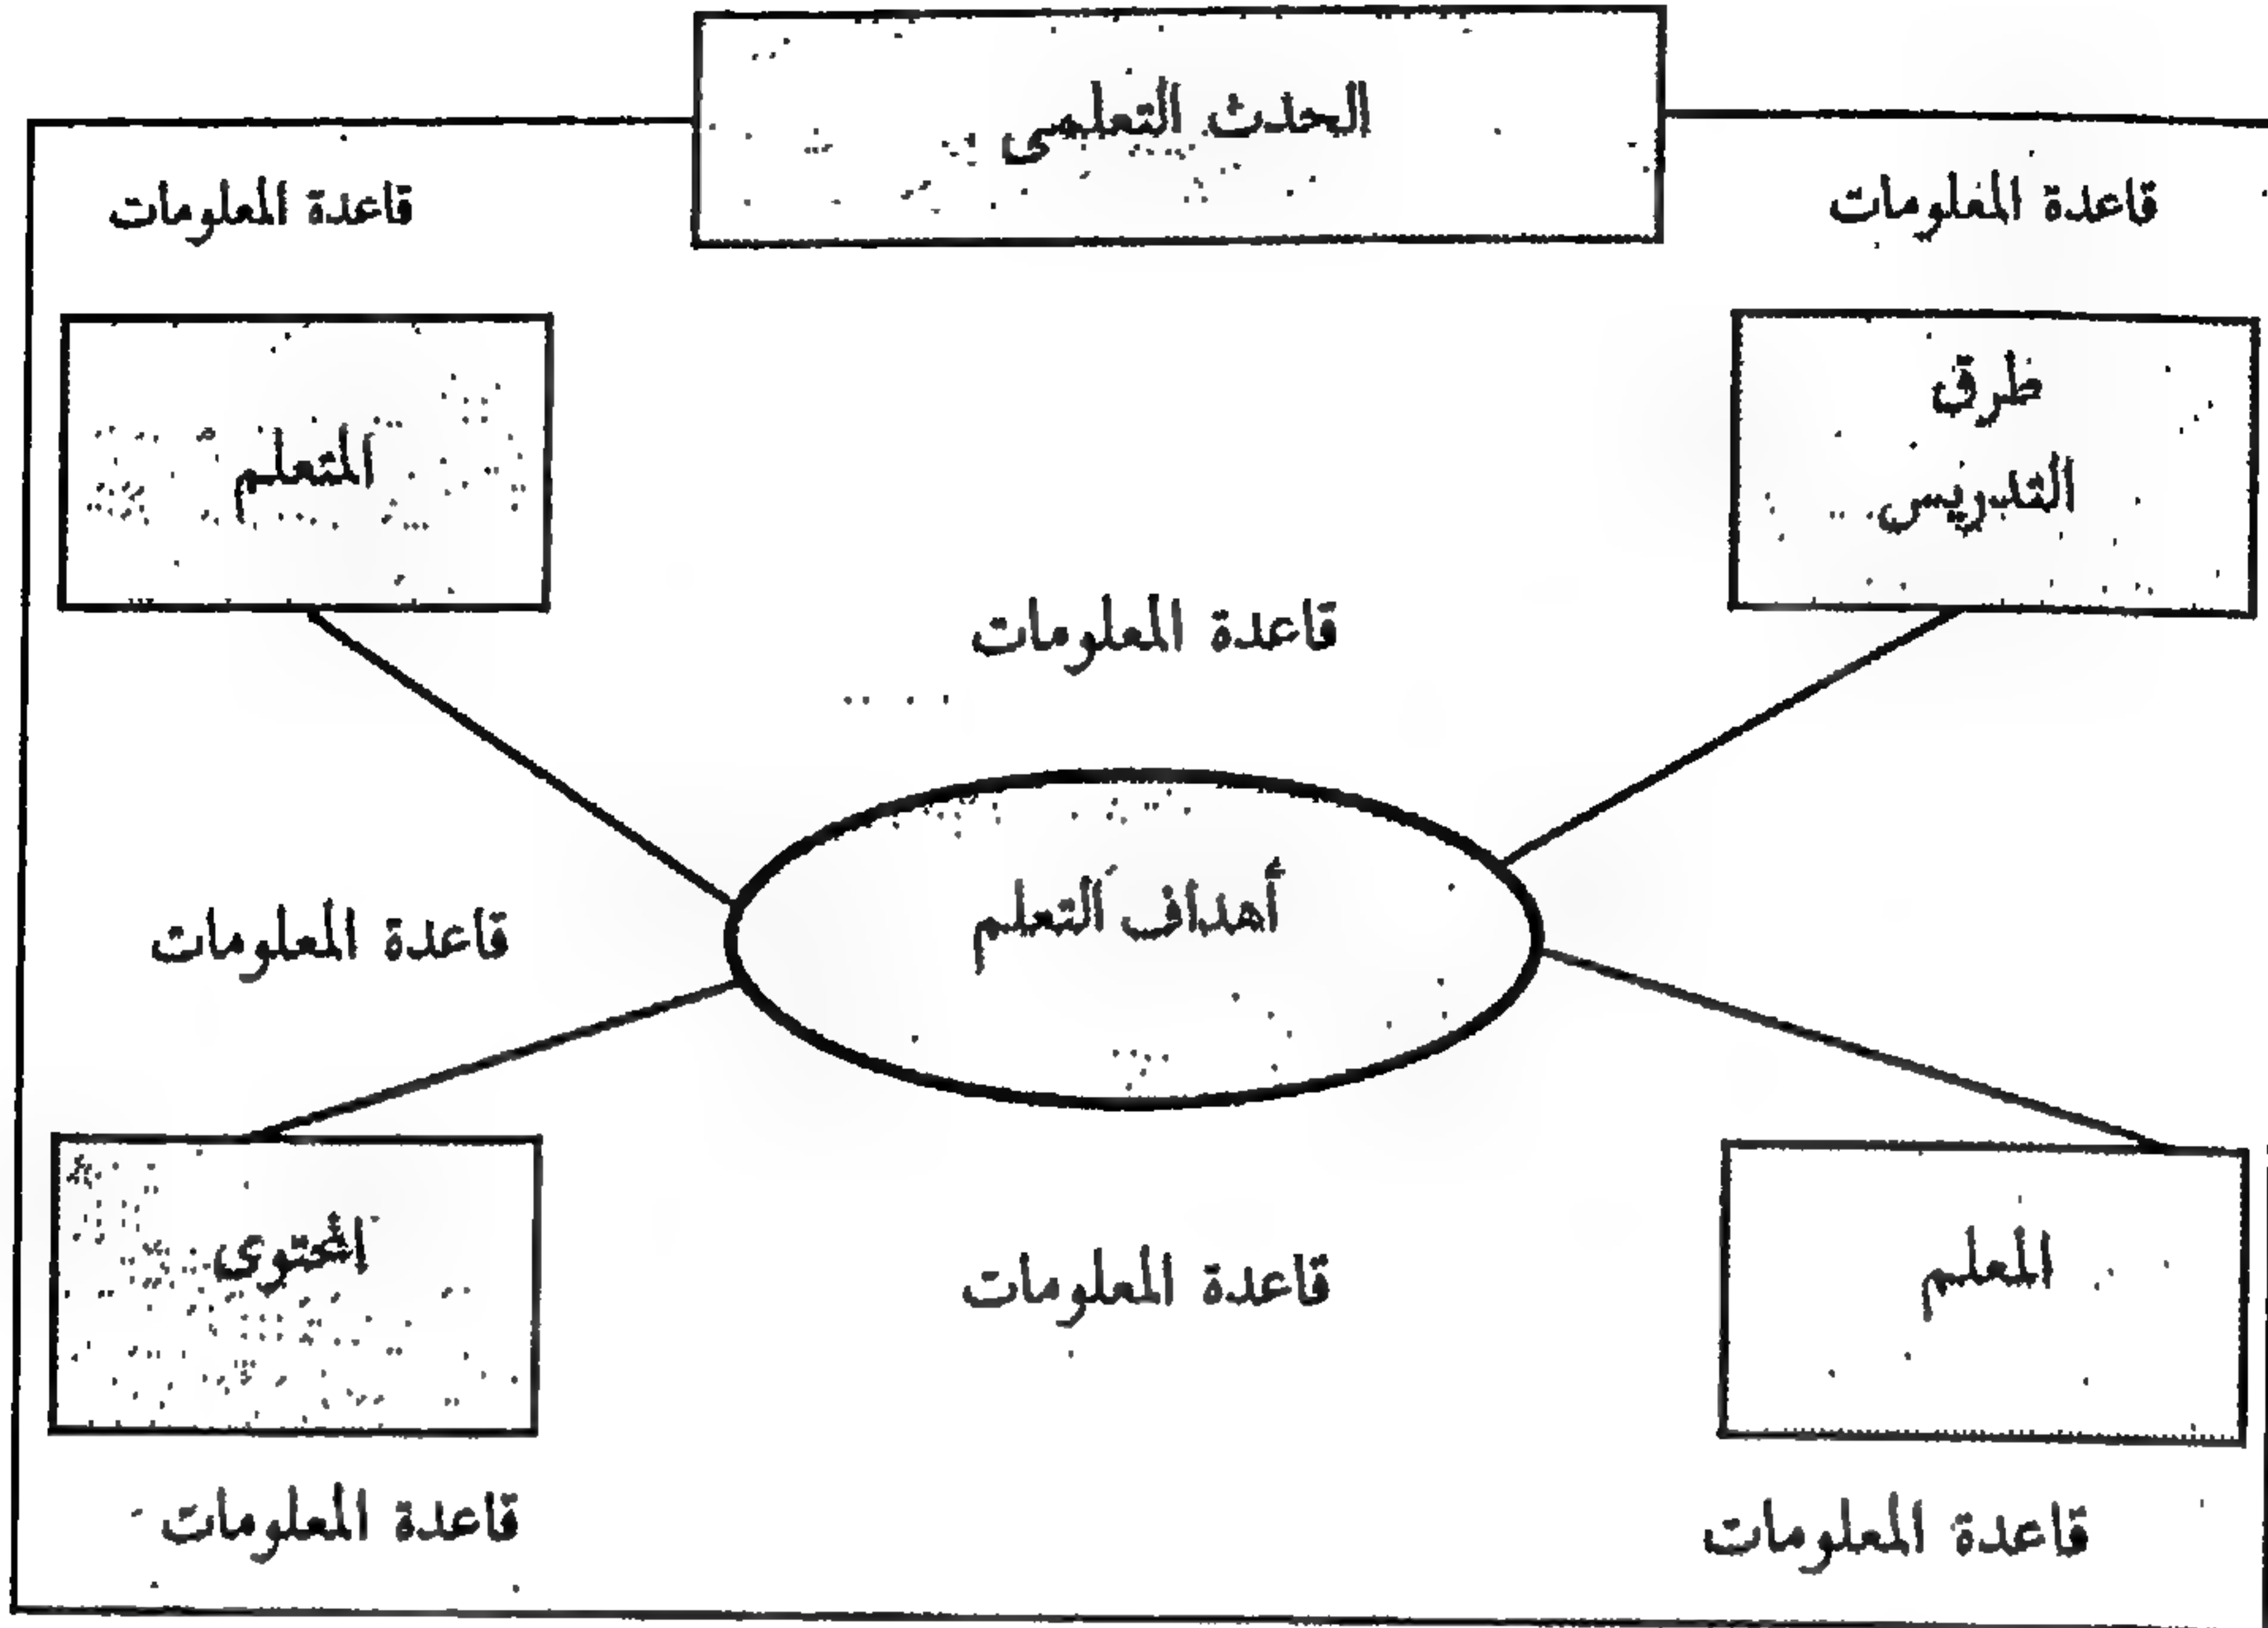 الحدث التعلمى
قاعدة المعلومات
قاعدة المعلومات
طرق
التدريس
المتعلم
قاعدة المعلومات
أهداف التعلم
قاعدة المعلومات
المعلم
المحتوى
قاعدة المعلومات
قاعدة المعلومات
قاعدة المعلومات